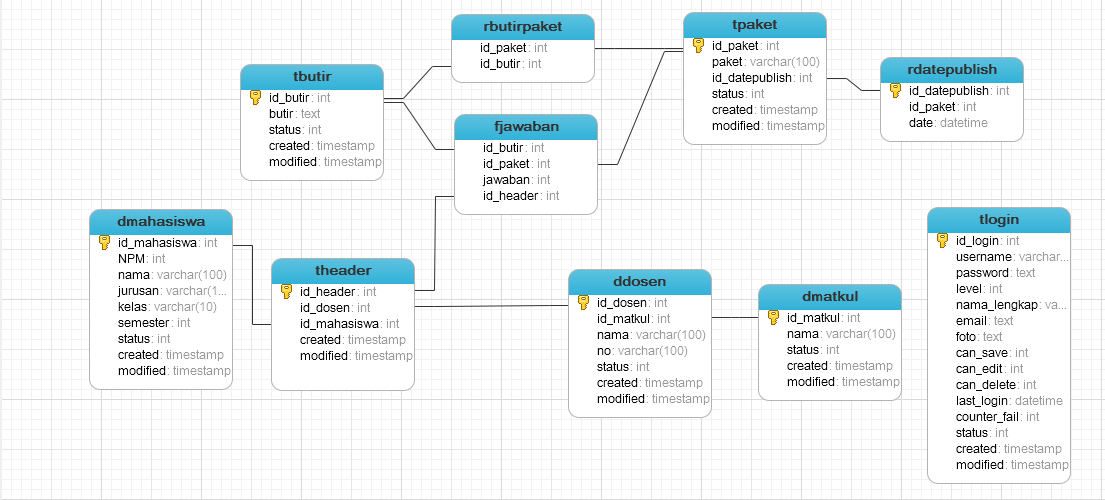 rbutirpaket
id_paket: int
id_butir: int
tpaket
id_paket: int
paket: varchar(100)
id_datepublish: int
status: int
created: timestamp
modified: timestamp
rdatepublish
id_datepublish: int
id_paket: int
date: datetime
tbutir
id_butir: int
butir: text
status: int
created: timestamp
modified: timestamp
fjawaban
id_butir: int
id_paket: int
jawaban: int
id_header: int
dmahasiswa
id_mahasiswa: int
NPM: int
nama: varchar(100)
jurusan: varchar(1...
kelas: varchar(10)
semester: int
status: int
created: timestamp
modified: timestamp
theader
id_header: int
id_dosen: int
id_mahasiswa: int
created: timestamp
modified: timestamp
ddosen
id_dosen: int
id_matkul: int
nama: varchar(100)
no: varchar(100)
status: int
created: timestamp
modified: timestamp
dmatkul
id_matkul: int
nama: varchar(100)
status: int
created: timestamp
modified: timestamp
tlogin
id_login: int
username: varchar...
password: text
level: int
nama_lengkap: va...
email: text
foto: text
can_save: int
can_edit: int
can_delete: int
last_login: datetime
counter_fail: int
status: int
created: timestamp
modified: timestamp